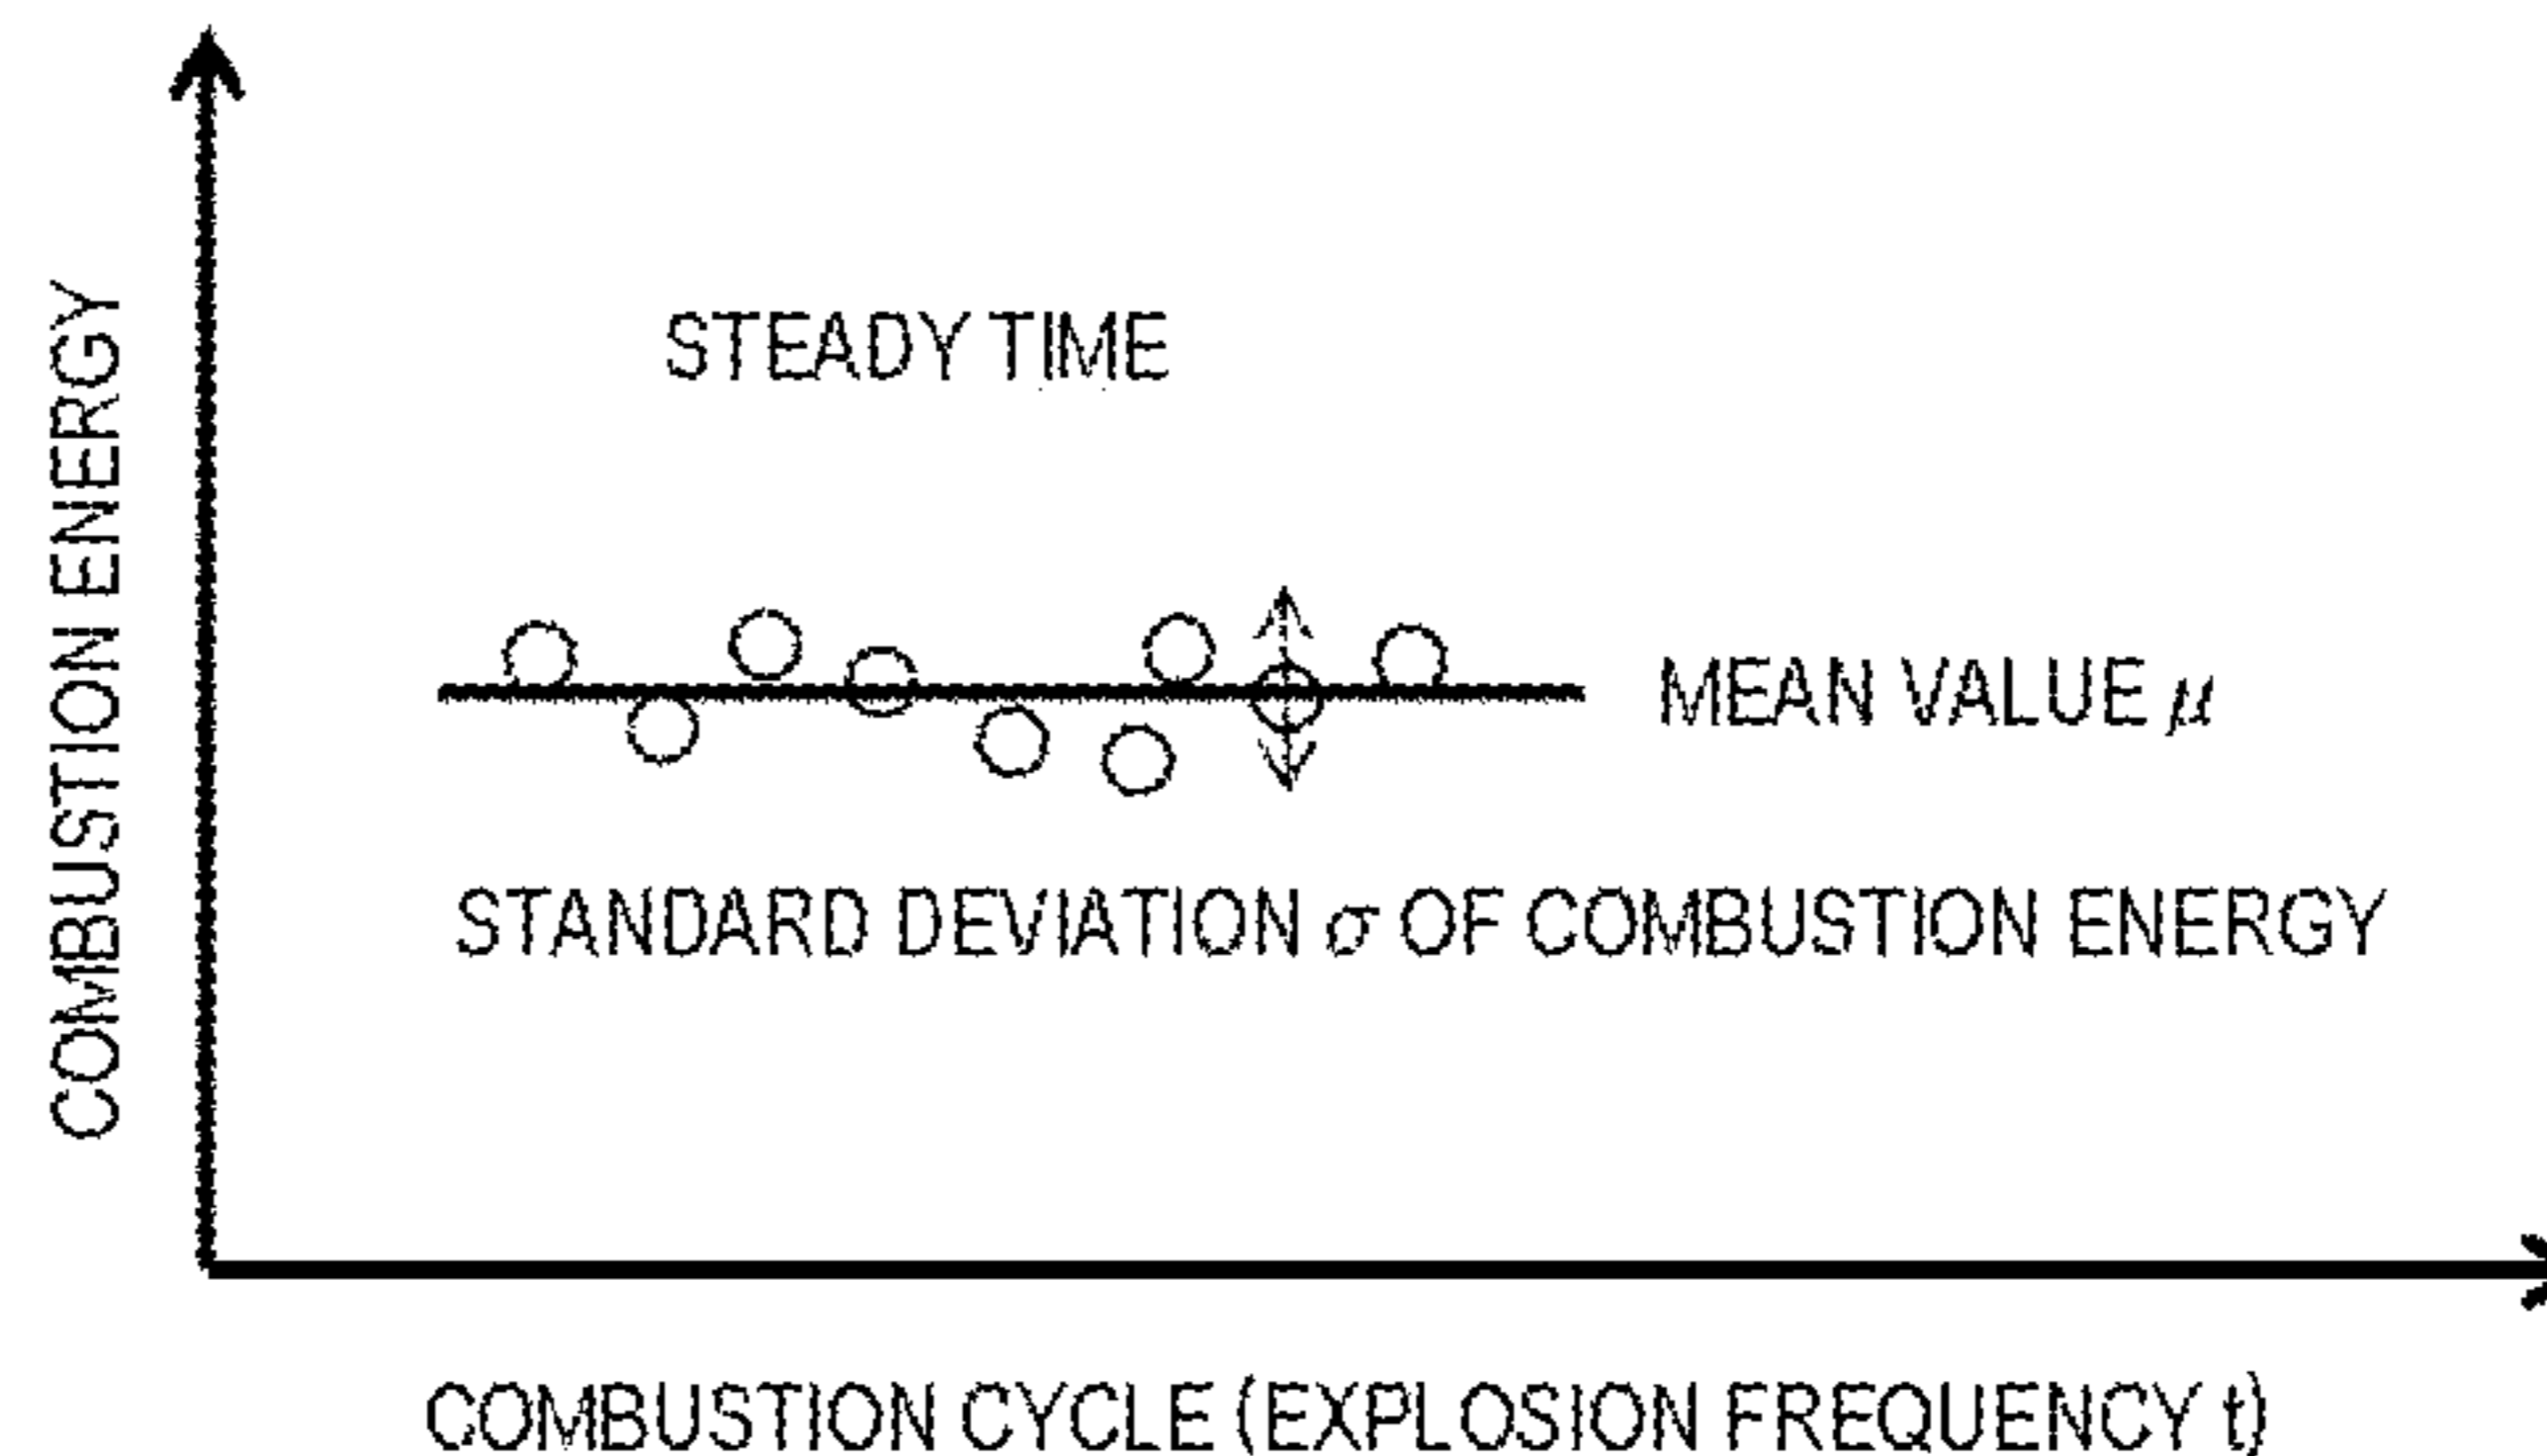 COMBUSTION ENERGY
STEADY TIME
MEAN VALUE μ
STANDARD DEVIATION σ OF COMBUSTION ENERGY
COMBUSTION CYCLE (EXPLOSION FREQUENCY t)